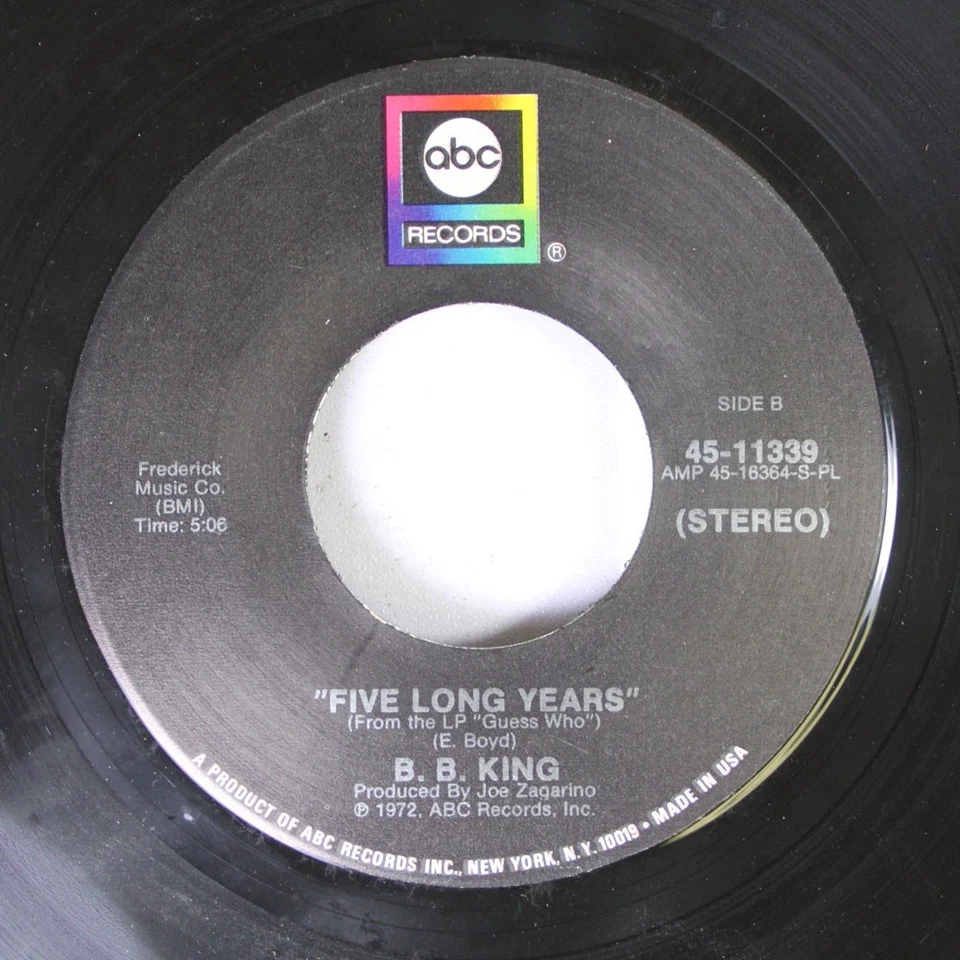 abc
RECORDS
®
SIDE B
45-11339
AMP 45-16364-S-PL
(STEREO)
Frederick
Music Co.
(BMI)
Time: 5:06
"FIVE LONG YEARS"
(From the LP "Guess Who")
(E. Boyd)
B. B. KING
Produced By Joe Zagarino
℗ 1972, ABC Records, Inc.
A PRODUCT OF ABC RECORDS INC., NEW YORK, N.Y. 10019 • MADE IN USA